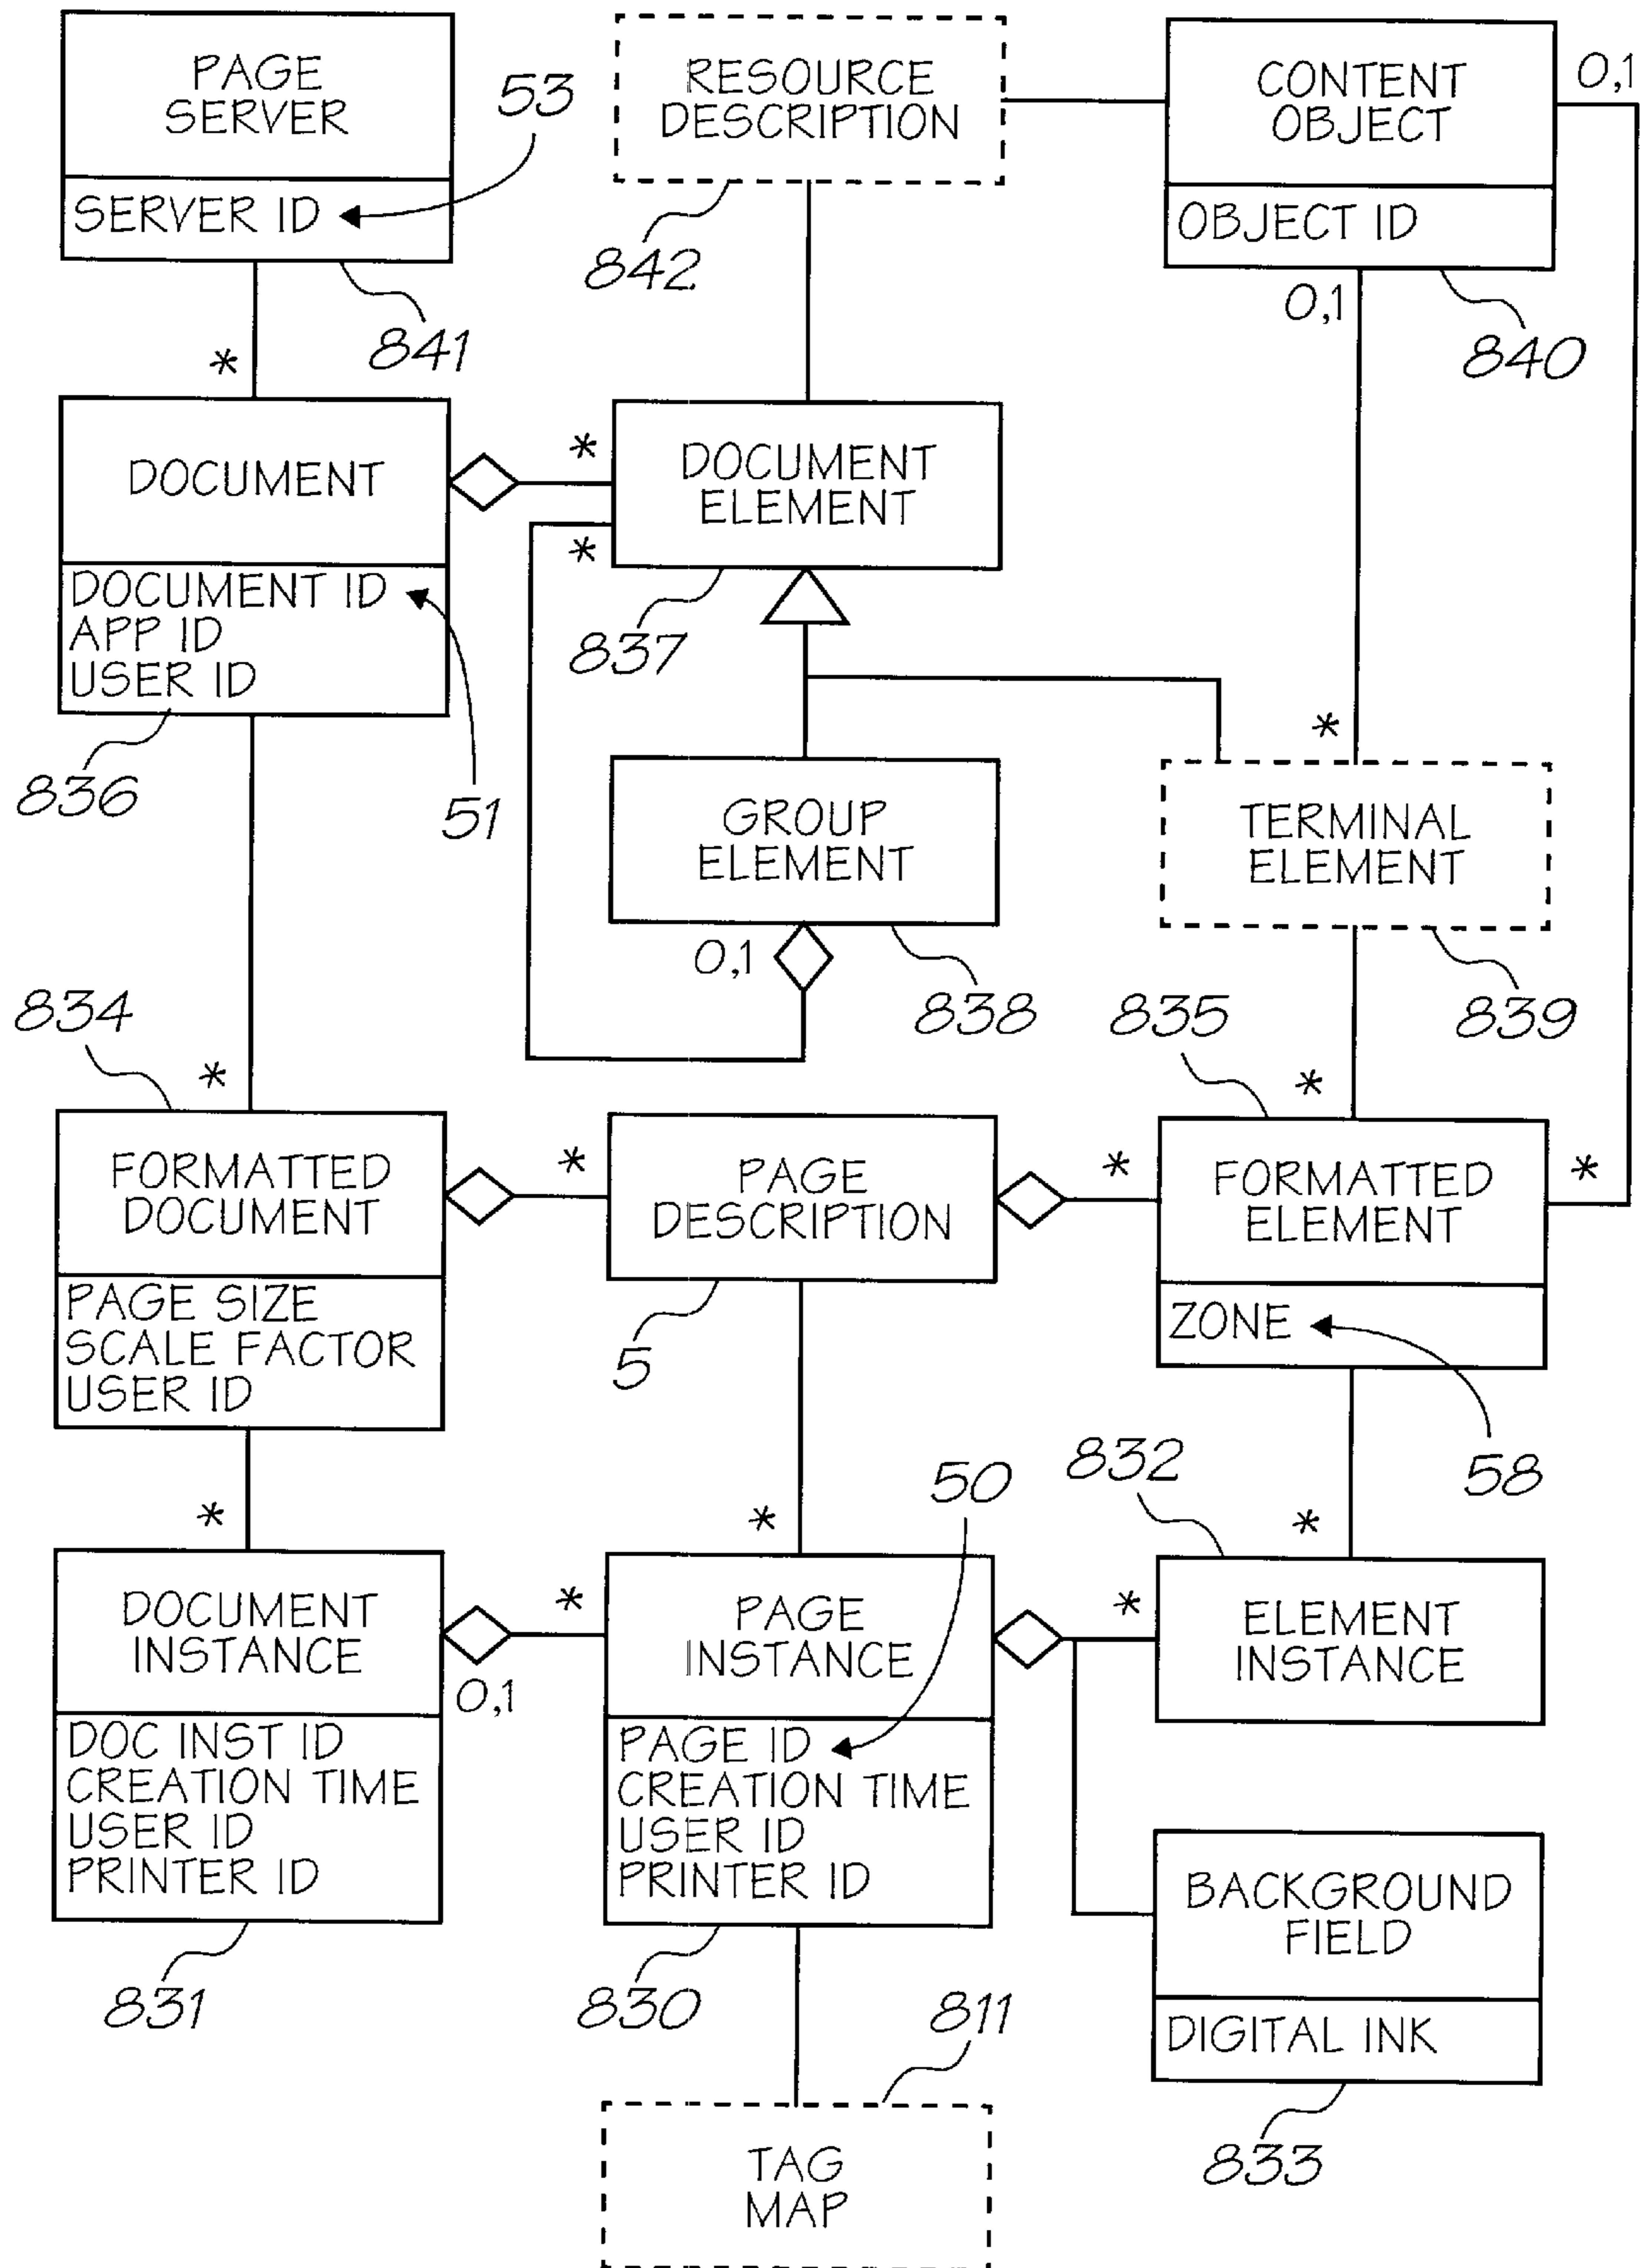 PAGE
SERVER
SERVER ID
53
841
RESOURCE
DESCRIPTION
842
CONTENT
OBJECT
OBJECT ID
0,1
0,1
840
*
DOCUMENT
DOCUMENT ID
APP ID
USER ID
836
51
*
*
DOCUMENT
ELEMENT
837
GROUP
ELEMENT
0,1
838
*
TERMINAL
ELEMENT
839
834
*
FORMATTED
DOCUMENT
PAGE SIZE
SCALE FACTOR
USER ID
*
PAGE
DESCRIPTION
5
835
*
*
*
FORMATTED
ELEMENT
ZONE
58
*
DOCUMENT
INSTANCE
DOC INST ID
CREATION TIME
USER ID
PRINTER ID
831
0,1
*
*
50
PAGE
INSTANCE
PAGE ID
CREATION TIME
USER ID
PRINTER ID
830
832
*
*
ELEMENT
INSTANCE
BACKGROUND
FIELD
DIGITAL INK
833
811
TAG
MAP